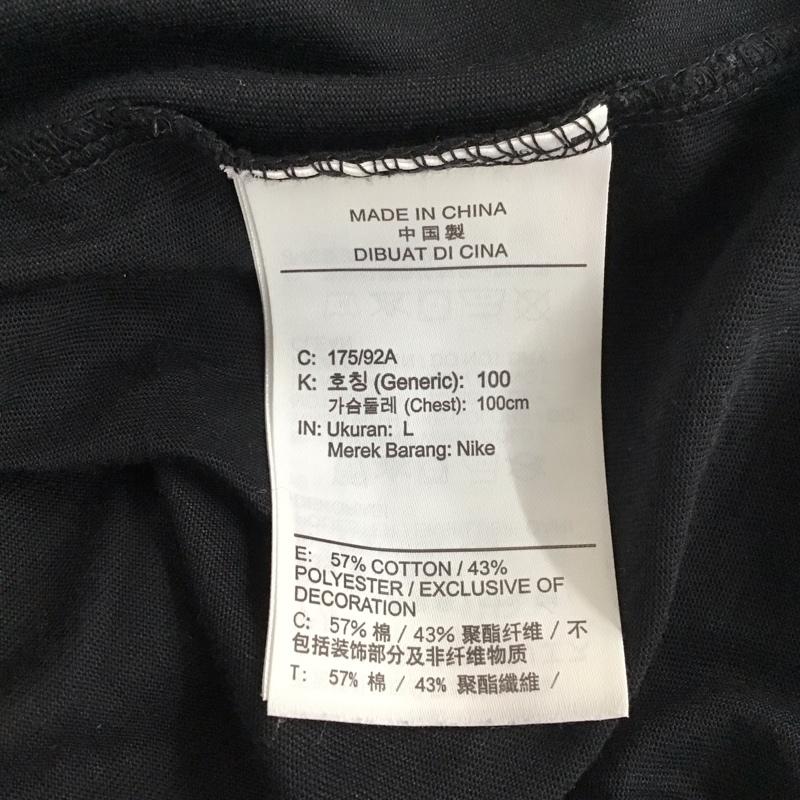 MADE IN CHINA
中国製
DIBUAT DI CINA
C: 175/92A
K: 호칭 (Generic): 100
가슴둘레 (Chest): 100cm
IN: Ukuran: L
Merek Barang: Nike
E: 57% COTTON / 43%
POLYESTER / EXCLUSIVE OF
DECORATION
C: 57% 棉 / 43% 聚酯纤维 / 不
包括装饰部分及非纤维物质
T: 57% 棉 / 43% 聚酯纖維 /